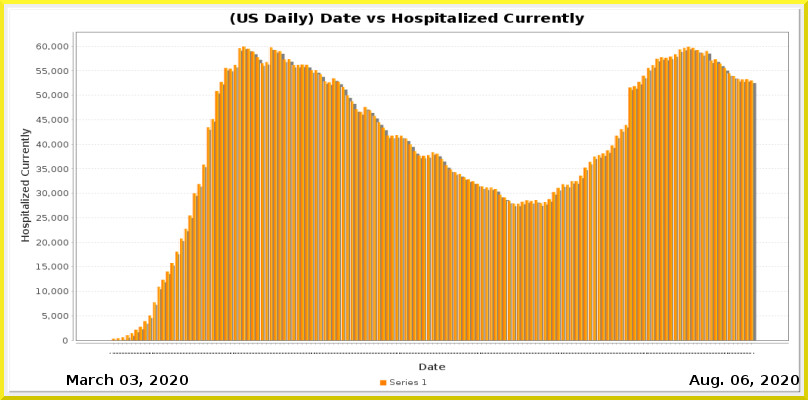 (US Daily) Date vs Hospitalized Currently
Hospitalized Currently
60,000
55,000
50,000
45,000
40,000
35,000
30,000
25,000
20,000
15,000
10,000
5,000
0
Date
March 03, 2020
Aug. 06, 2020
Series 1